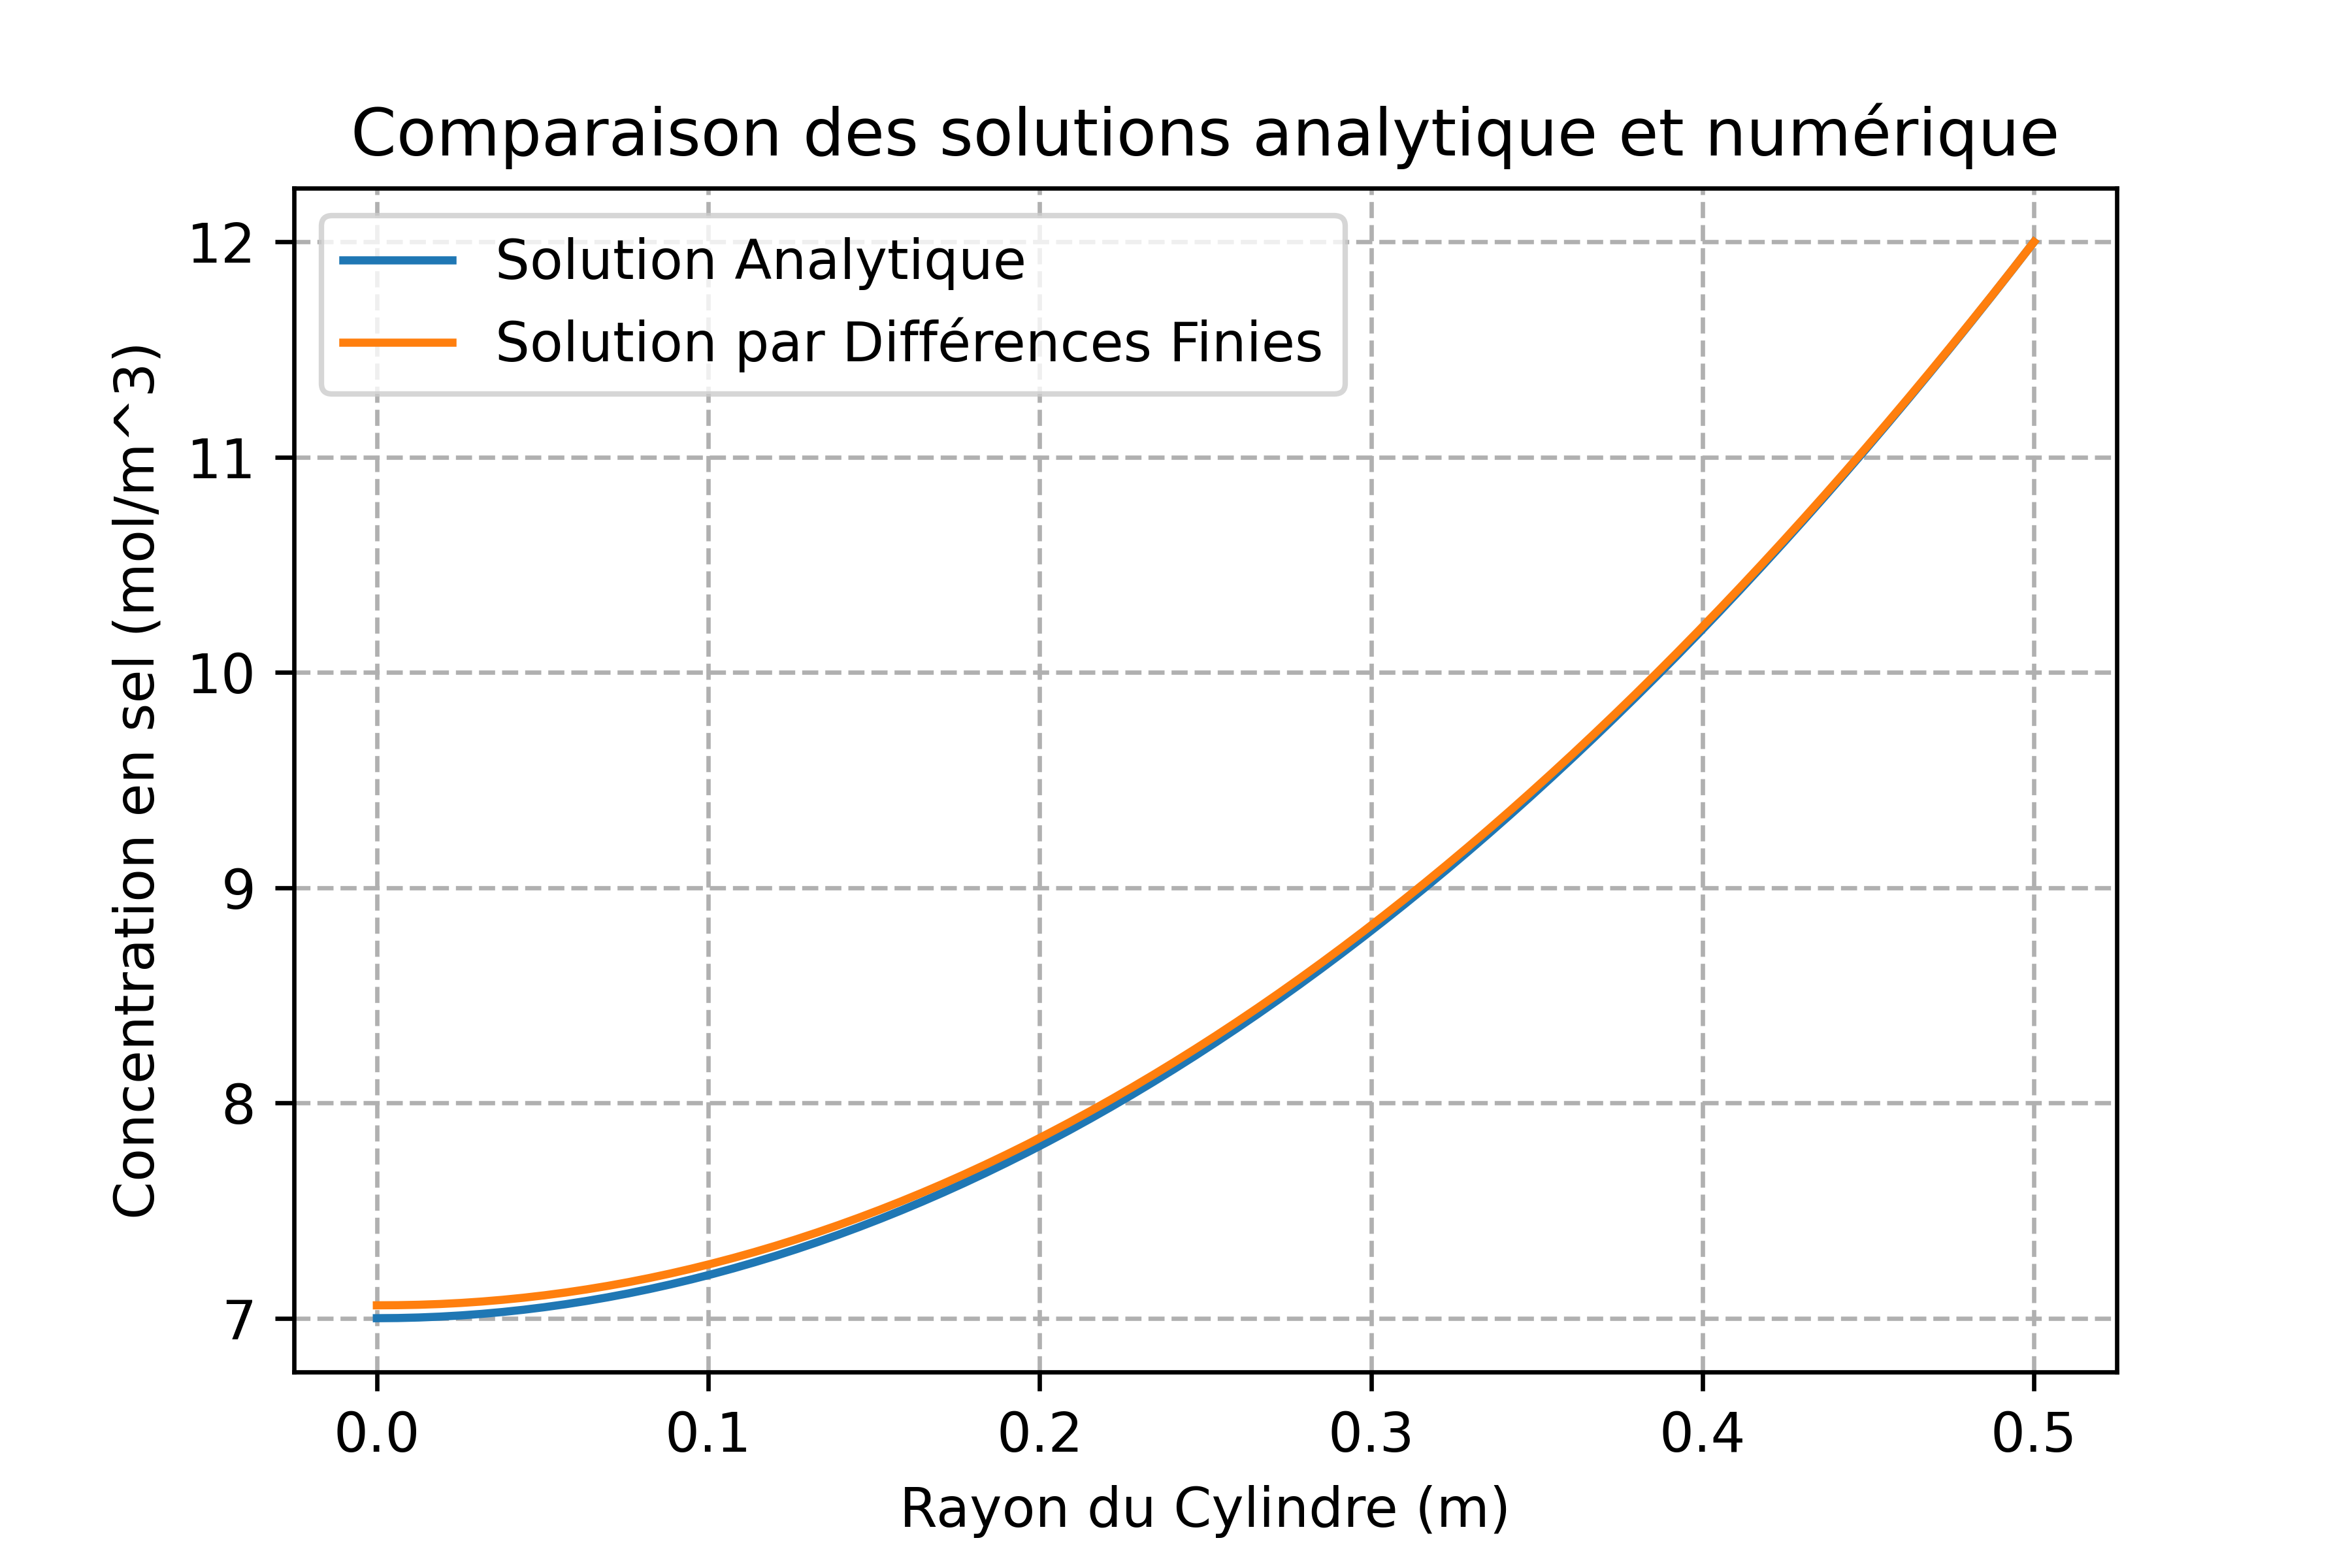 Comparaison des solutions analytique et numérique
Solution Analytique
Solution par Différences Finies
Concentration en sel (mol/m^3)
12
11
10
9
8
7
0.0 0.1 0.2 0.3 0.4 0.5
Rayon du Cylindre (m)